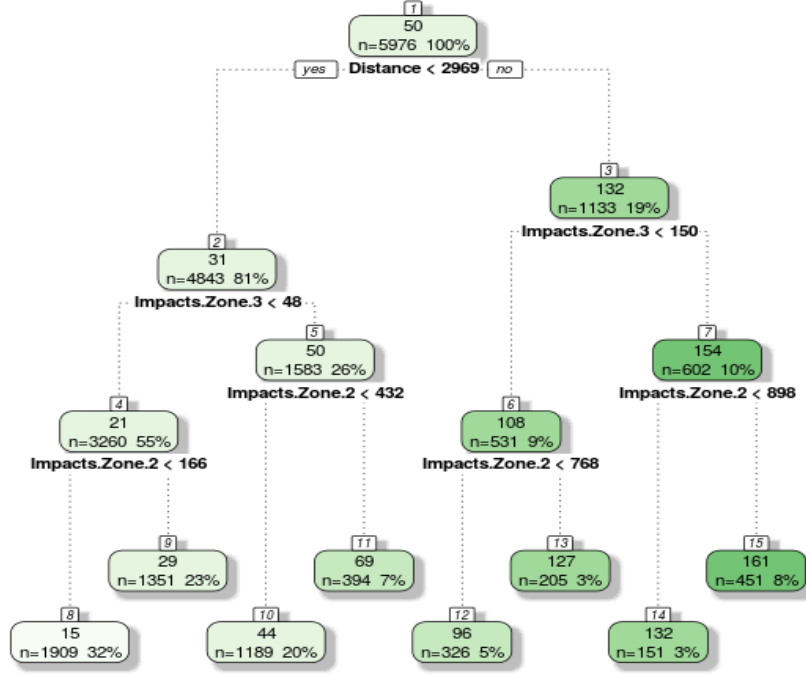 1
50
n=5976 100%
yes Distance < 2969 no
3
132
n=1133 19%
Impacts.Zone.3 < 150
2
31
n=4843 81%
Impacts.Zone.3 < 48
5
50
n=1583 26%
Impacts.Zone.2 < 432
7
154
n=602 10%
Impacts.Zone.2 < 898
4
21
n=3260 55%
Impacts.Zone.2 < 166
6
108
n=531 9%
Impacts.Zone.2 < 768
9
29
n=1351 23%
11
69
n=394 7%
13
127
n=205 3%
15
161
n=451 8%
8
15
n=1909 32%
10
44
n=1189 20%
12
96
n=326 5%
14
132
n=151 3%